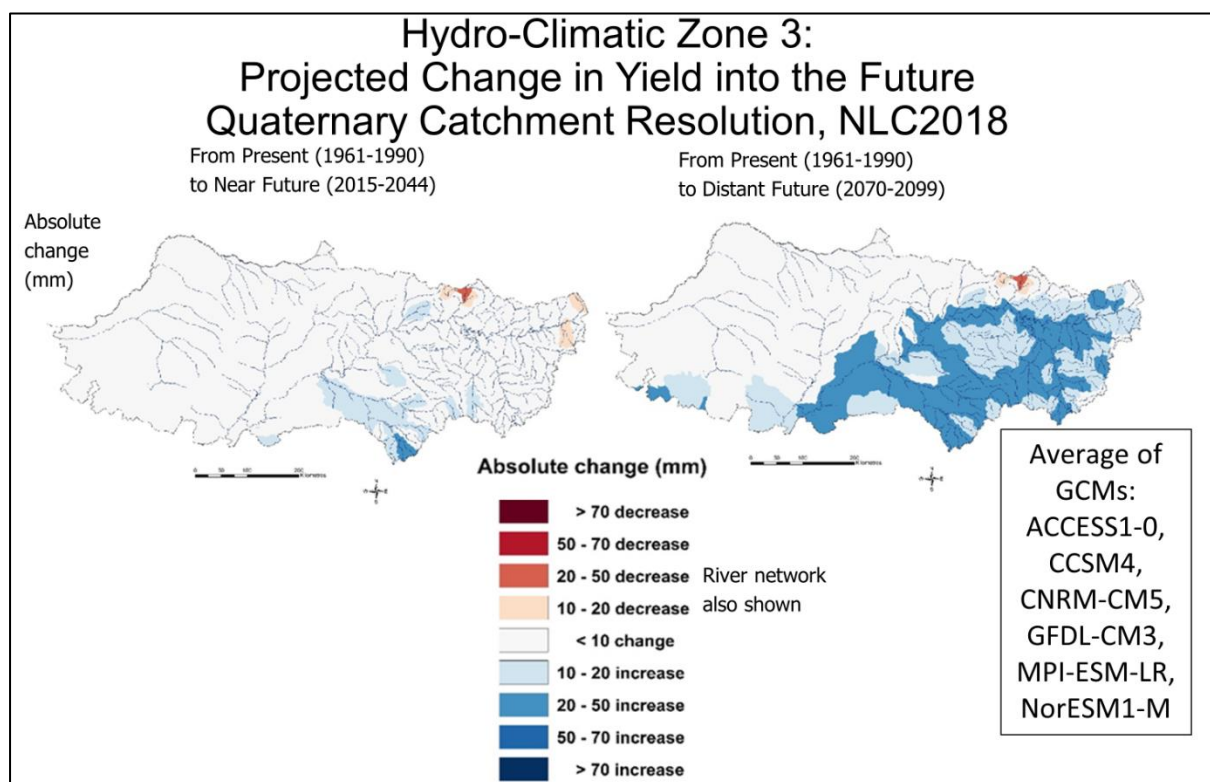 Hydro-Climatic Zone 3:
Projected Change in Yield into the Future
Quaternary Catchment Resolution, NLC2018
From Present (1961-1990)
to Near Future (2015-2044)
From Present (1961-1990)
to Distant Future (2070-2099)
Absolute
change
(mm)
Absolute change (mm)
> 70 decrease
50 - 70 decrease
20 - 50 decrease
10 - 20 decrease
< 10 change
10 - 20 increase
20 - 50 increase
50 - 70 increase
> 70 increase
River network
also shown
Average of
GCMs:
ACCESS1-0,
CCSM4,
CNRM-CM5,
GFDL-CM3,
MPI-ESM-LR,
NorESM1-M